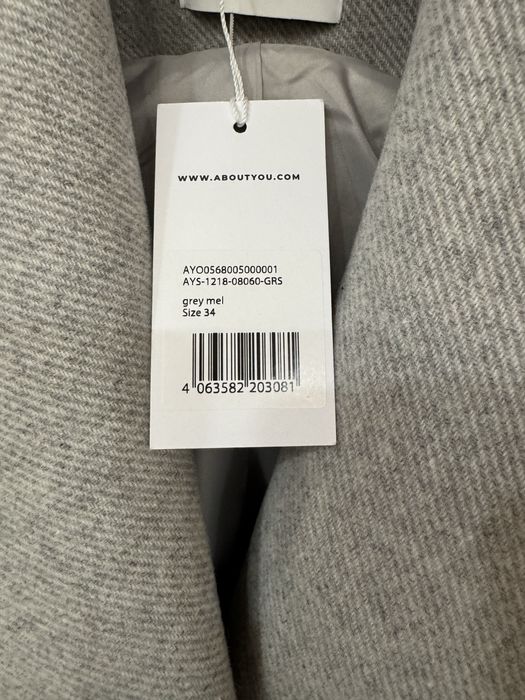 WWW.ABOUTYOU.COM
AYO0568005000001
AYS-1218-08060-GRS
grey mel
Size 34
4 063582 203081